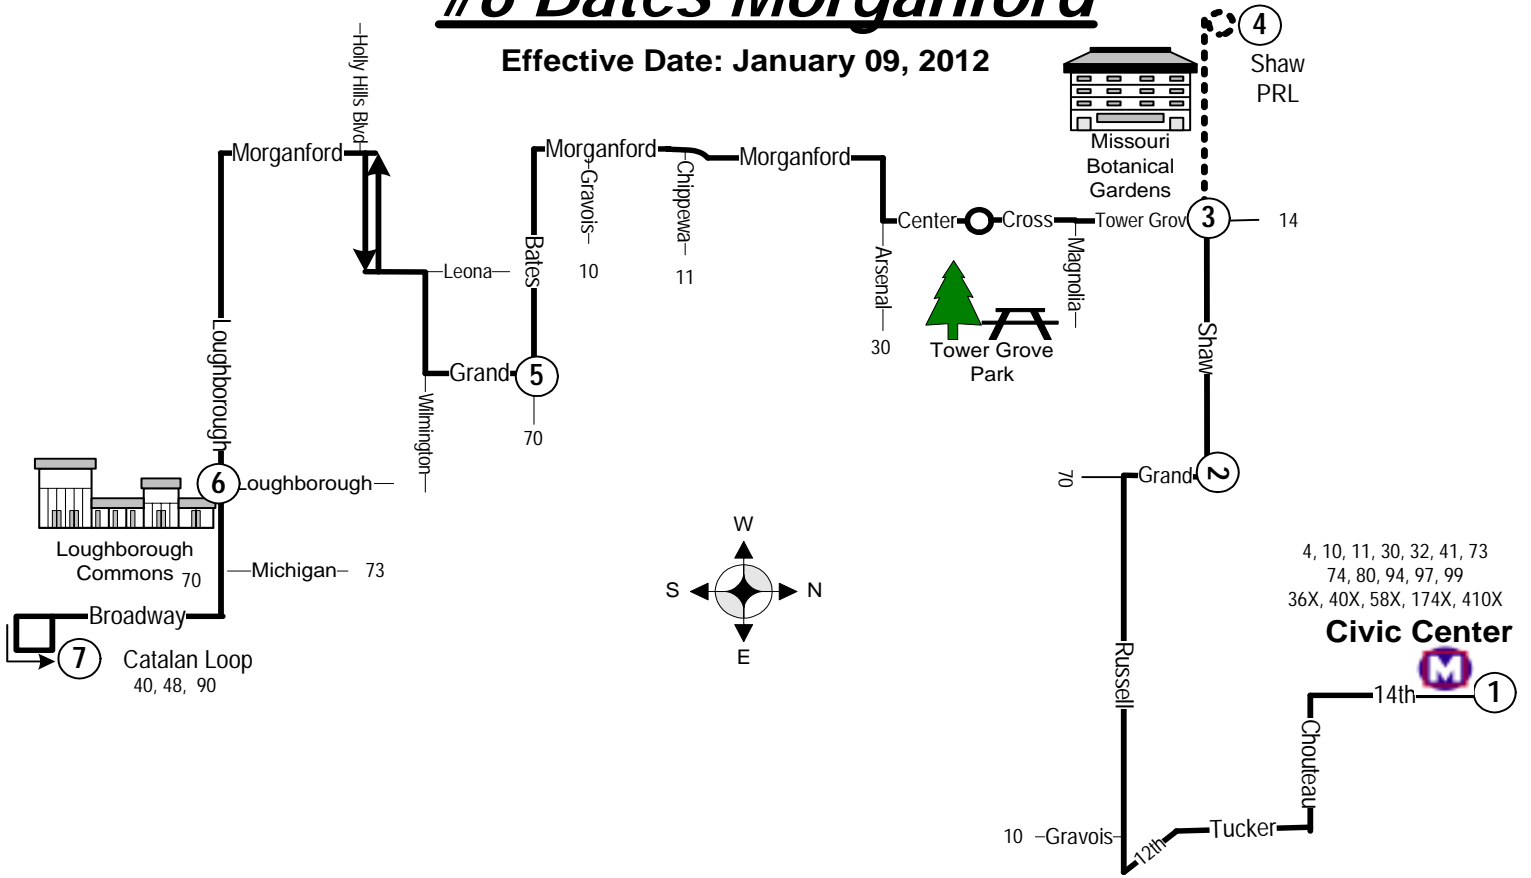 #8 Bates Morganford
Effective Date: January 09, 2012
4
Shaw
PRL
Holly Hills Blvd
Missouri
Botanical
Gardens
Morganford
Morganford
Morganford
Gravois
10
Chippewa
11
Center
Cross
Tower Grov
3
14
Arsenal
30
Magnolia
Bates
Leona
Tower Grove
Park
Shaw
Loughborough
Grand
5
70
Wilmington
6
Loughborough
70
Grand
2
Loughborough
Commons
70
Michigan
73
Broadway
7
Catalan Loop
40, 48, 90
W
S
N
E
4, 10, 11, 30, 32, 41, 73
74, 80, 94, 97, 99
36X, 40X, 58X, 174X, 410X
Civic Center
M
14th
1
Russell
Chouteau
10
Gravois
12th
Tucker